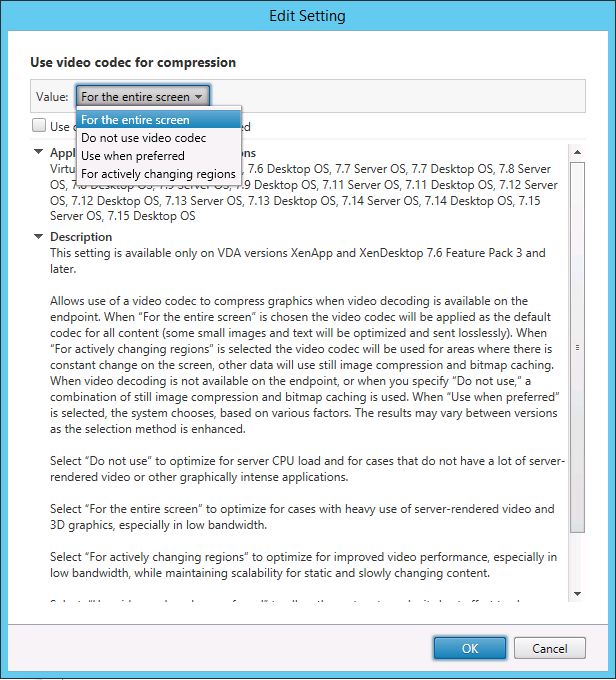 Edit Setting
Use video codec for compression
Value: For the entire screen
For the entire screen
Do not use video codec
Use when preferred
For actively changing regions
Use
7.6 Desktop OS, 7.7 Server OS, 7.7 Desktop OS, 7.8 Server
7.9 Desktop OS, 7.11 Server OS, 7.11 Desktop OS, 7.12 Server
OS, 7.12 Desktop OS, 7.13 Server OS, 7.13 Desktop OS, 7.14 Server OS, 7.14 Desktop OS, 7.15
Server OS, 7.15 Desktop OS
Description
This setting is available only on VDA versions XenApp and XenDesktop 7.6 Feature Pack 3 and
later.
Allows use of a video codec to compress graphics when video decoding is available on the
endpoint. When “For the entire screen” is chosen the video codec will be applied as the default
codec for all content (some small images and text will be optimized and sent losslessly). When
“For actively changing regions” is selected the video codec will be used for areas where there is
constant change on the screen, other data will use still image compression and bitmap caching.
When video decoding is not available on the endpoint, or when you specify “Do not use,” a
combination of still image compression and bitmap caching is used. When “Use when preferred”
is selected, the system chooses, based on various factors. The results may vary between versions
as the selection method is enhanced.
Select “Do not use” to optimize for server CPU load and for cases that do not have a lot of server-
rendered video or other graphically intense applications.
Select “For the entire screen” to optimize for cases with heavy use of server-rendered video and
3D graphics, especially in low bandwidth.
Select “For actively changing regions” to optimize for improved video performance, especially in
low bandwidth, while maintaining scalability for static and slowly changing content.
OK Cancel